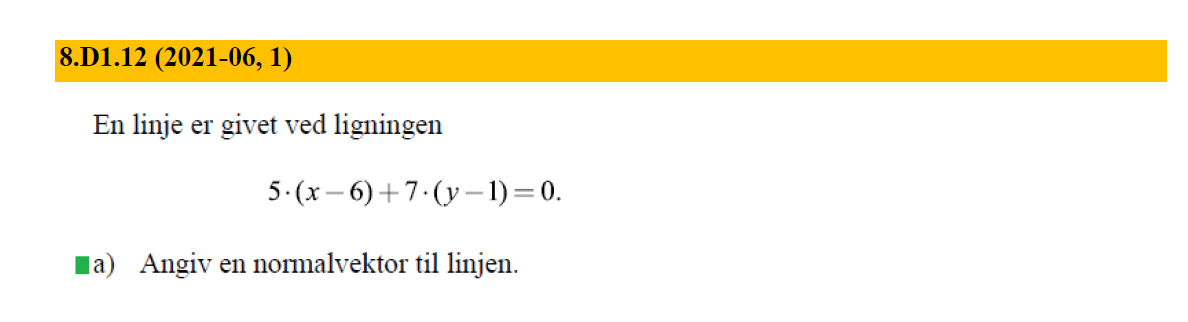 8.D1.12 (2021-06, 1)
En linje er givet ved ligningen
5·(x−6)+7·(y−1)=0.
a) Angiv en normalvektor til linjen.